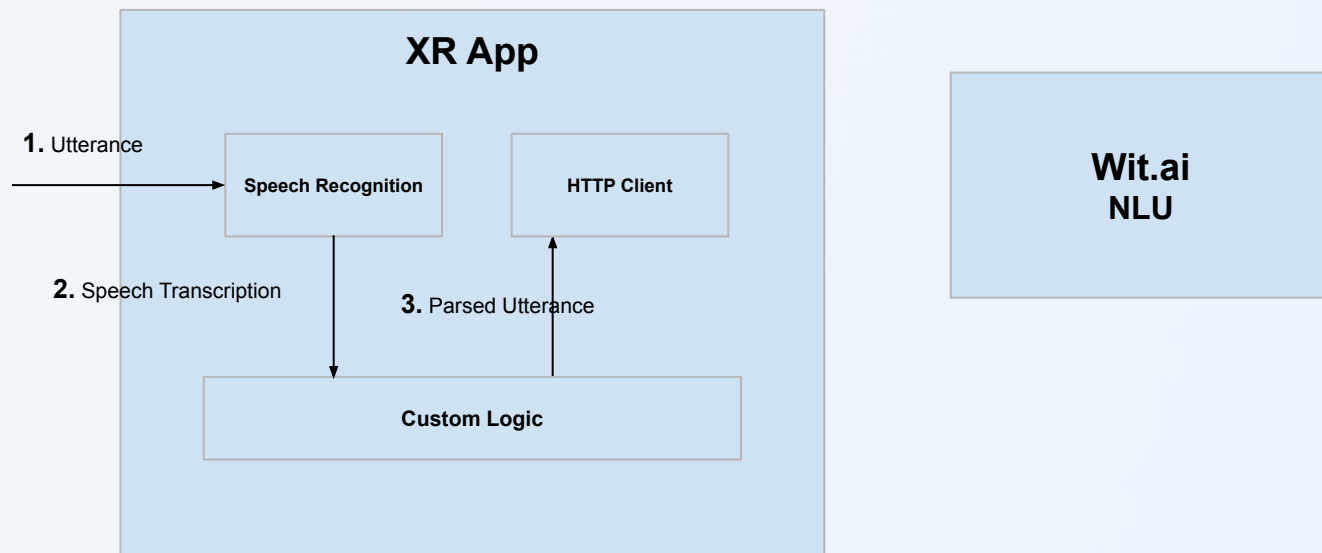 XR App
1. Utterance
Speech Recognition
HTTP Client
Wit.ai
NLU
2. Speech Transcription
3. Parsed Utterance
Custom Logic